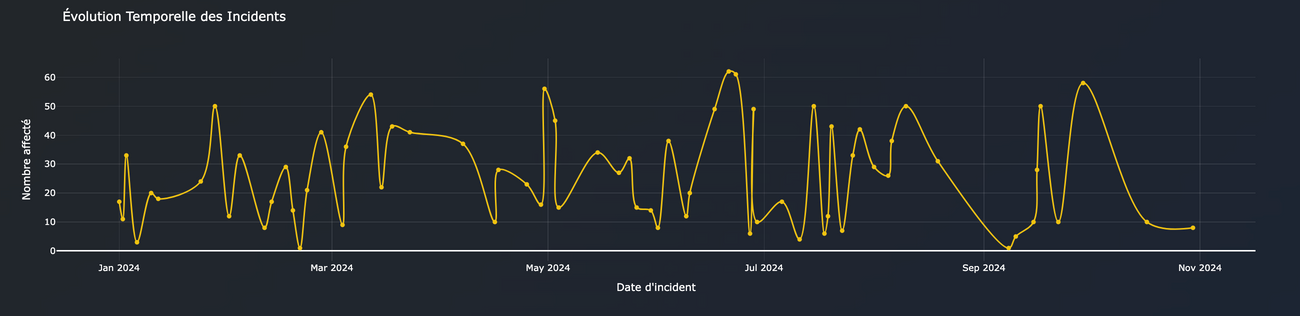 Évolution Temporelle des Incidents
Nombre affecté
60
50
40
30
20
10
0
Jan 2024
Mar 2024
May 2024
Jul 2024
Sep 2024
Nov 2024
Date d'incident